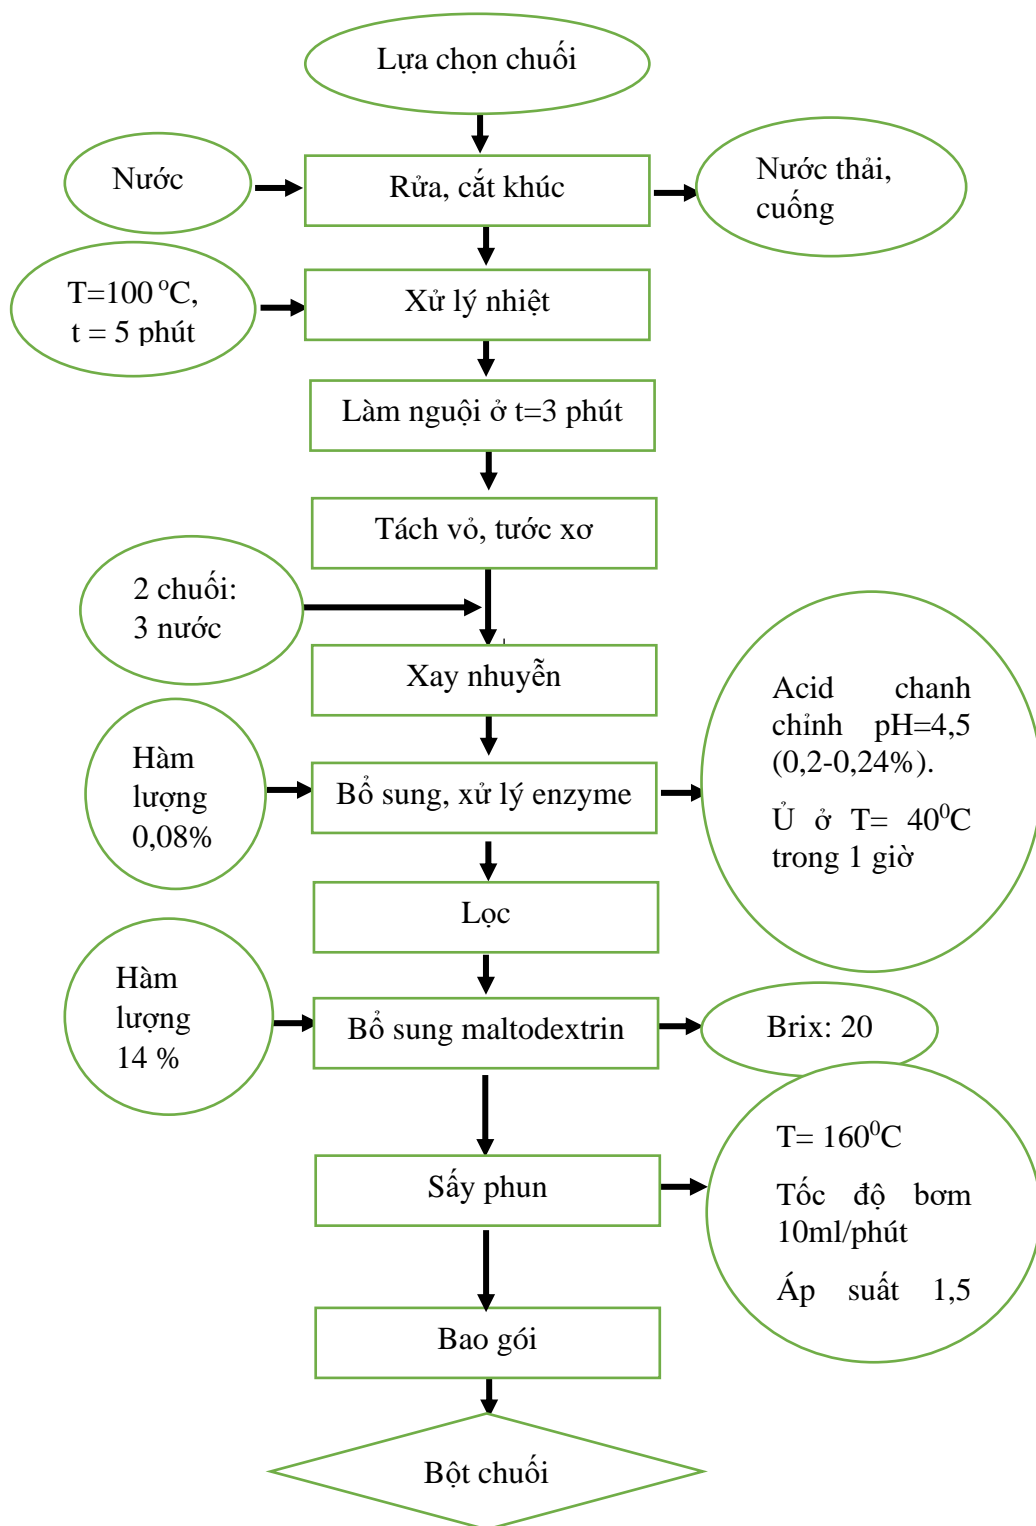 Lựa chọn chuối
Nước
Rửa, cắt khúc
Nước thải,
cuống
T=100 °C,
t = 5 phút
Xử lý nhiệt
Làm nguội ở t=3 phút
Tách vỏ, tước xơ
2 chuối:
3 nước
Xay nhuyễn
Hàm
lượng
0,08%
Bổ sung, xử lý enzyme
Acid chanh
chỉnh pH=4,5
(0,2-0,24%).
Ủ ở T= 40⁰C
trong 1 giờ
Lọc
Hàm
lượng
14 %
Bổ sung maltodextrin
Brix: 20
Sấy phun
T= 160⁰C
Tốc độ bơm
10ml/phút
Áp suất 1,5
Bao gói
Bột chuối